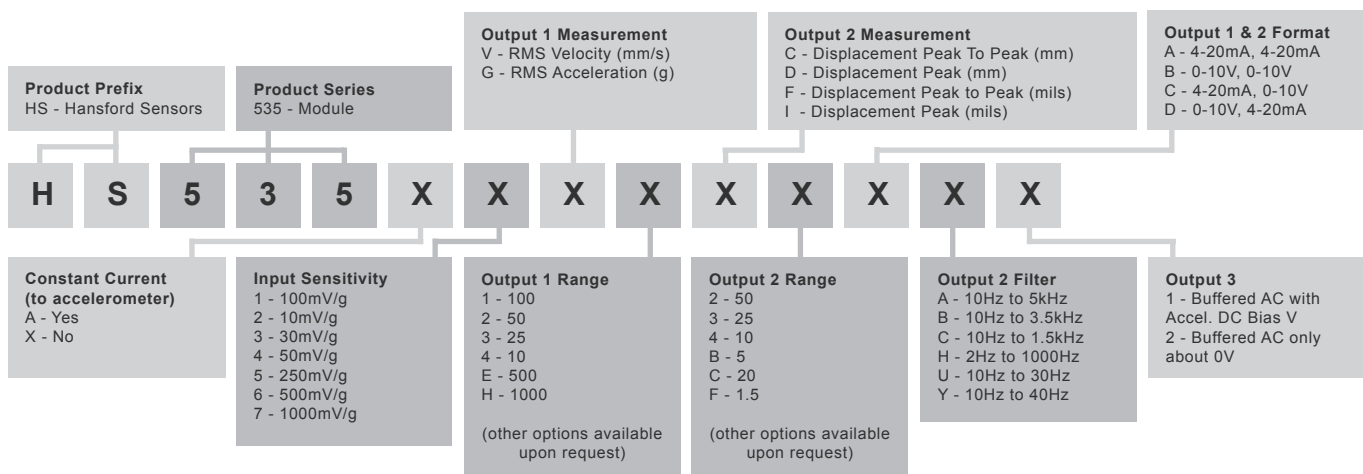 Output 1 Measurement
V - RMS Velocity (mm/s)
G - RMS Acceleration (g)
Output 2 Measurement
C - Displacement Peak To Peak (mm)
D - Displacement Peak (mm)
F - Displacement Peak to Peak (mils)
I - Displacement Peak (mils)
Output 1 & 2 Format
A - 4-20mA, 4-20mA
B - 0-10V, 0-10V
C - 4-20mA, 0-10V
D - 0-10V, 4-20mA
Product Prefix
HS - Hansford Sensors
Product Series
535 - Module
H S 5 3 5 X X X X X X X X X
Constant Current
(to accelerometer)
A - Yes
X - No
Input Sensitivity
1 - 100mV/g
2 - 10mV/g
3 - 30mV/g
4 - 50mV/g
5 - 250mV/g
6 - 500mV/g
7 - 1000mV/g
Output 1 Range
1 - 100
2 - 50
3 - 25
4 - 10
E - 500
H - 1000
(other options available
upon request)
Output 2 Range
2 - 50
3 - 25
4 - 10
B - 5
C - 20
F - 1.5
(other options available
upon request)
Output 2 Filter
A - 10Hz to 5kHz
B - 10Hz to 3.5kHz
C - 10Hz to 1.5kHz
H - 2Hz to 1000Hz
U - 10Hz to 30Hz
Y - 10Hz to 40Hz
Output 3
1 - Buffered AC with
Accel. DC Bias V
2 - Buffered AC only
about 0V